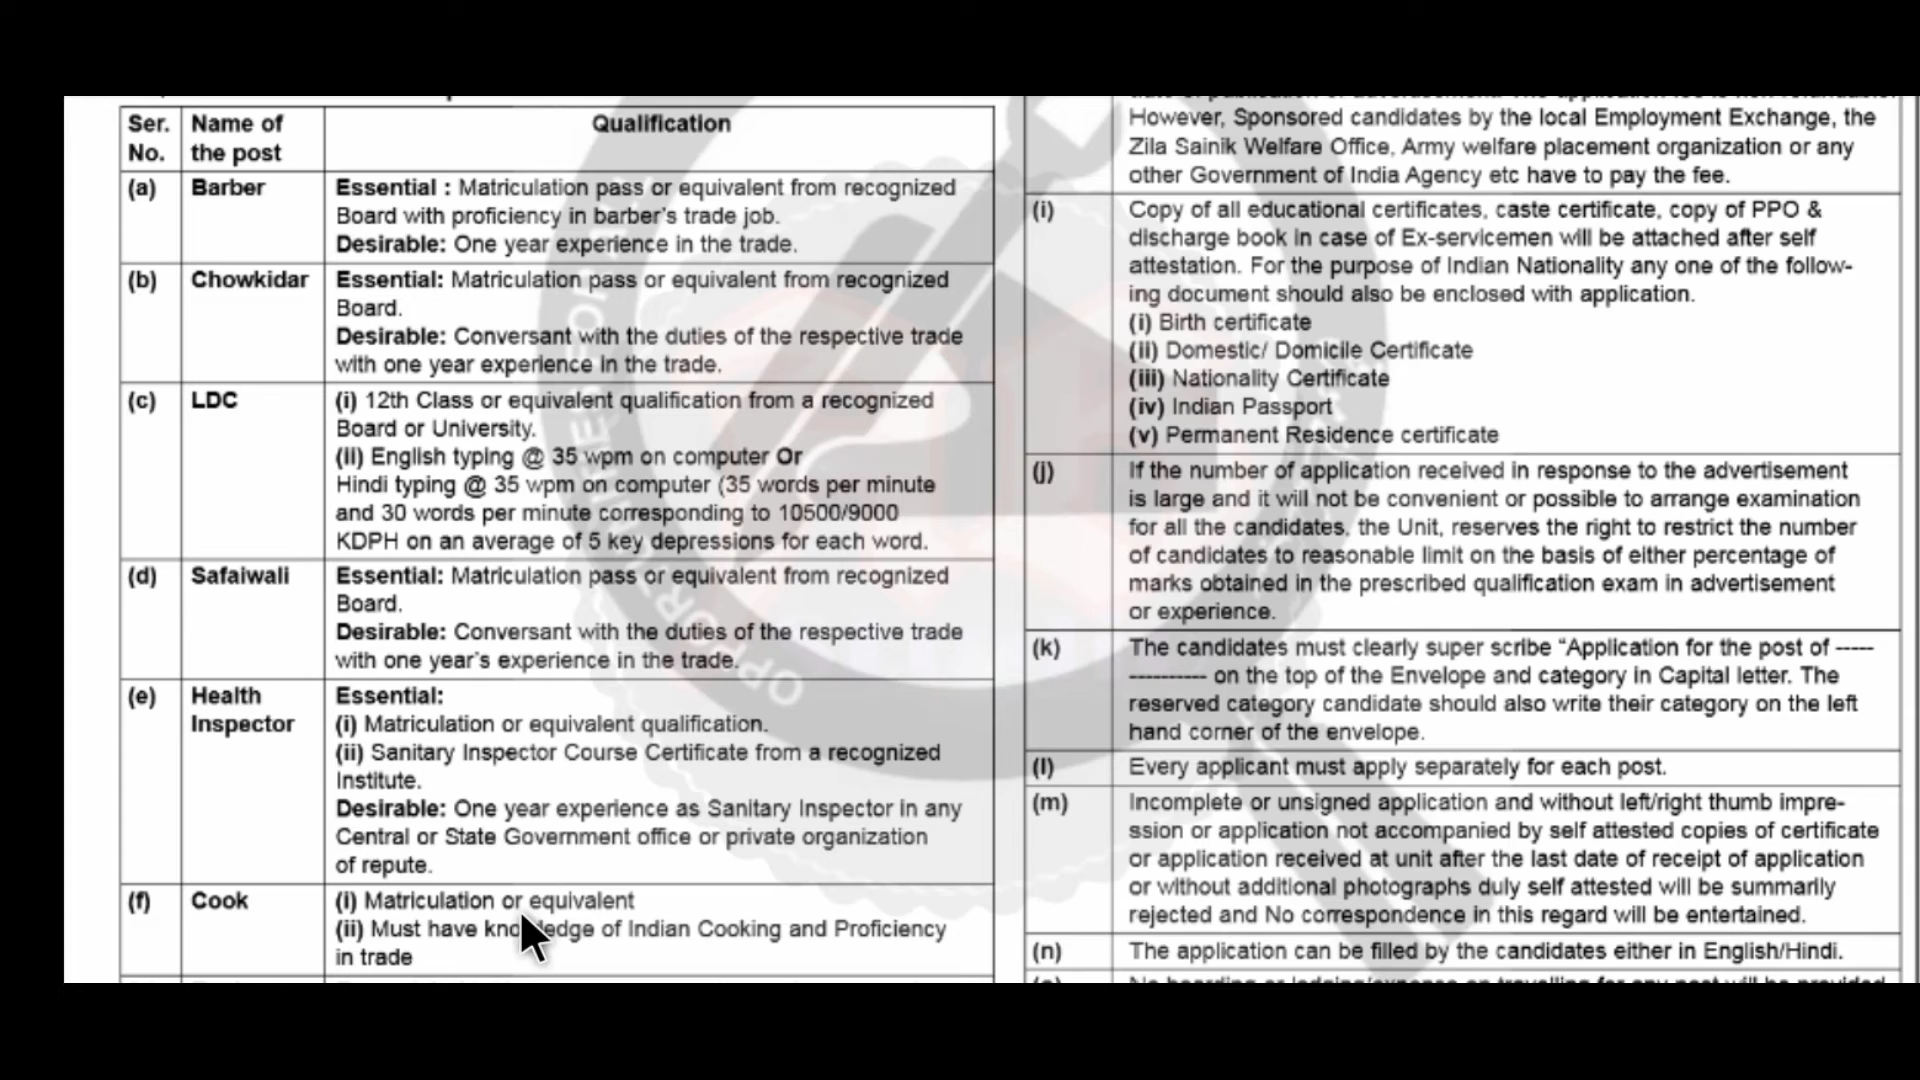 Ser. Name of Qualification
No. the post
(a) Barber Essential : Matriculation pass or equivalent from recognized
Board with proficiency in barber's trade job.
Desirable: One year experience in the trade.
(b) Chowkidar Essential: Matriculation pass or equivalent from recognized
Board.
Desirable: Conversant with the duties of the respective trade
with one year experience in the trade.
(c) LDC (i) 12th Class or equivalent qualification from a recognized
Board or University.
(ii) English typing @ 35 wpm on computer Or
Hindi typing @ 35 wpm on computer (35 words per minute
and 30 words per minute corresponding to 10500/9000
KDPH on an average of 5 key depressions for each word.
(d) Safaiwali Essential: Matriculation pass or equivalent from recognized
Board.
Desirable: Conversant with the duties of the respective trade
with one year's experience in the trade.
(e) Health Essential:
Inspector (i) Matriculation or equivalent qualification.
(ii) Sanitary Inspector Course Certificate from a recognized
Institute.
Desirable: One year experience as Sanitary Inspector in any
Central or State Government office or private organization
of repute.
(f) Cook (i) Matriculation or equivalent
(ii) Must have knowledge of Indian Cooking and Proficiency
in trade
However, Sponsored candidates by the local Employment Exchange, the
Zila Sainik Welfare Office, Army welfare placement organization or any
other Government of India Agency etc have to pay the fee.
(i) Copy of all educational certificates, caste certificate, copy of PPO &
discharge book in case of Ex-servicemen will be attached after self
attestation. For the purpose of Indian Nationality any one of the follow-
ing document should also be enclosed with application.
(i) Birth certificate
(ii) Domestic/ Domicile Certificate
(iii) Nationality Certificate
(iv) Indian Passport
(v) Permanent Residence certificate
(j) If the number of application received in response to the advertisement
is large and it will not be convenient or possible to arrange examination
for all the candidates, the Unit, reserves the right to restrict the number
of candidates to reasonable limit on the basis of either percentage of
marks obtained in the prescribed qualification exam in advertisement
or experience.
(k) The candidates must clearly super scribe “Application for the post of -----
----------- on the top of the Envelope and category in Capital letter. The
reserved category candidate should also write their category on the left
hand corner of the envelope.
(l) Every applicant must apply separately for each post.
(m) Incomplete or unsigned application and without left/right thumb impre-
ssion or application not accompanied by self attested copies of certificate
or application received at unit after the last date of receipt of application
or without additional photographs duly self attested will be summarily
rejected and No correspondence in this regard will be entertained.
(n) The application can be filled by the candidates either in English/Hindi.